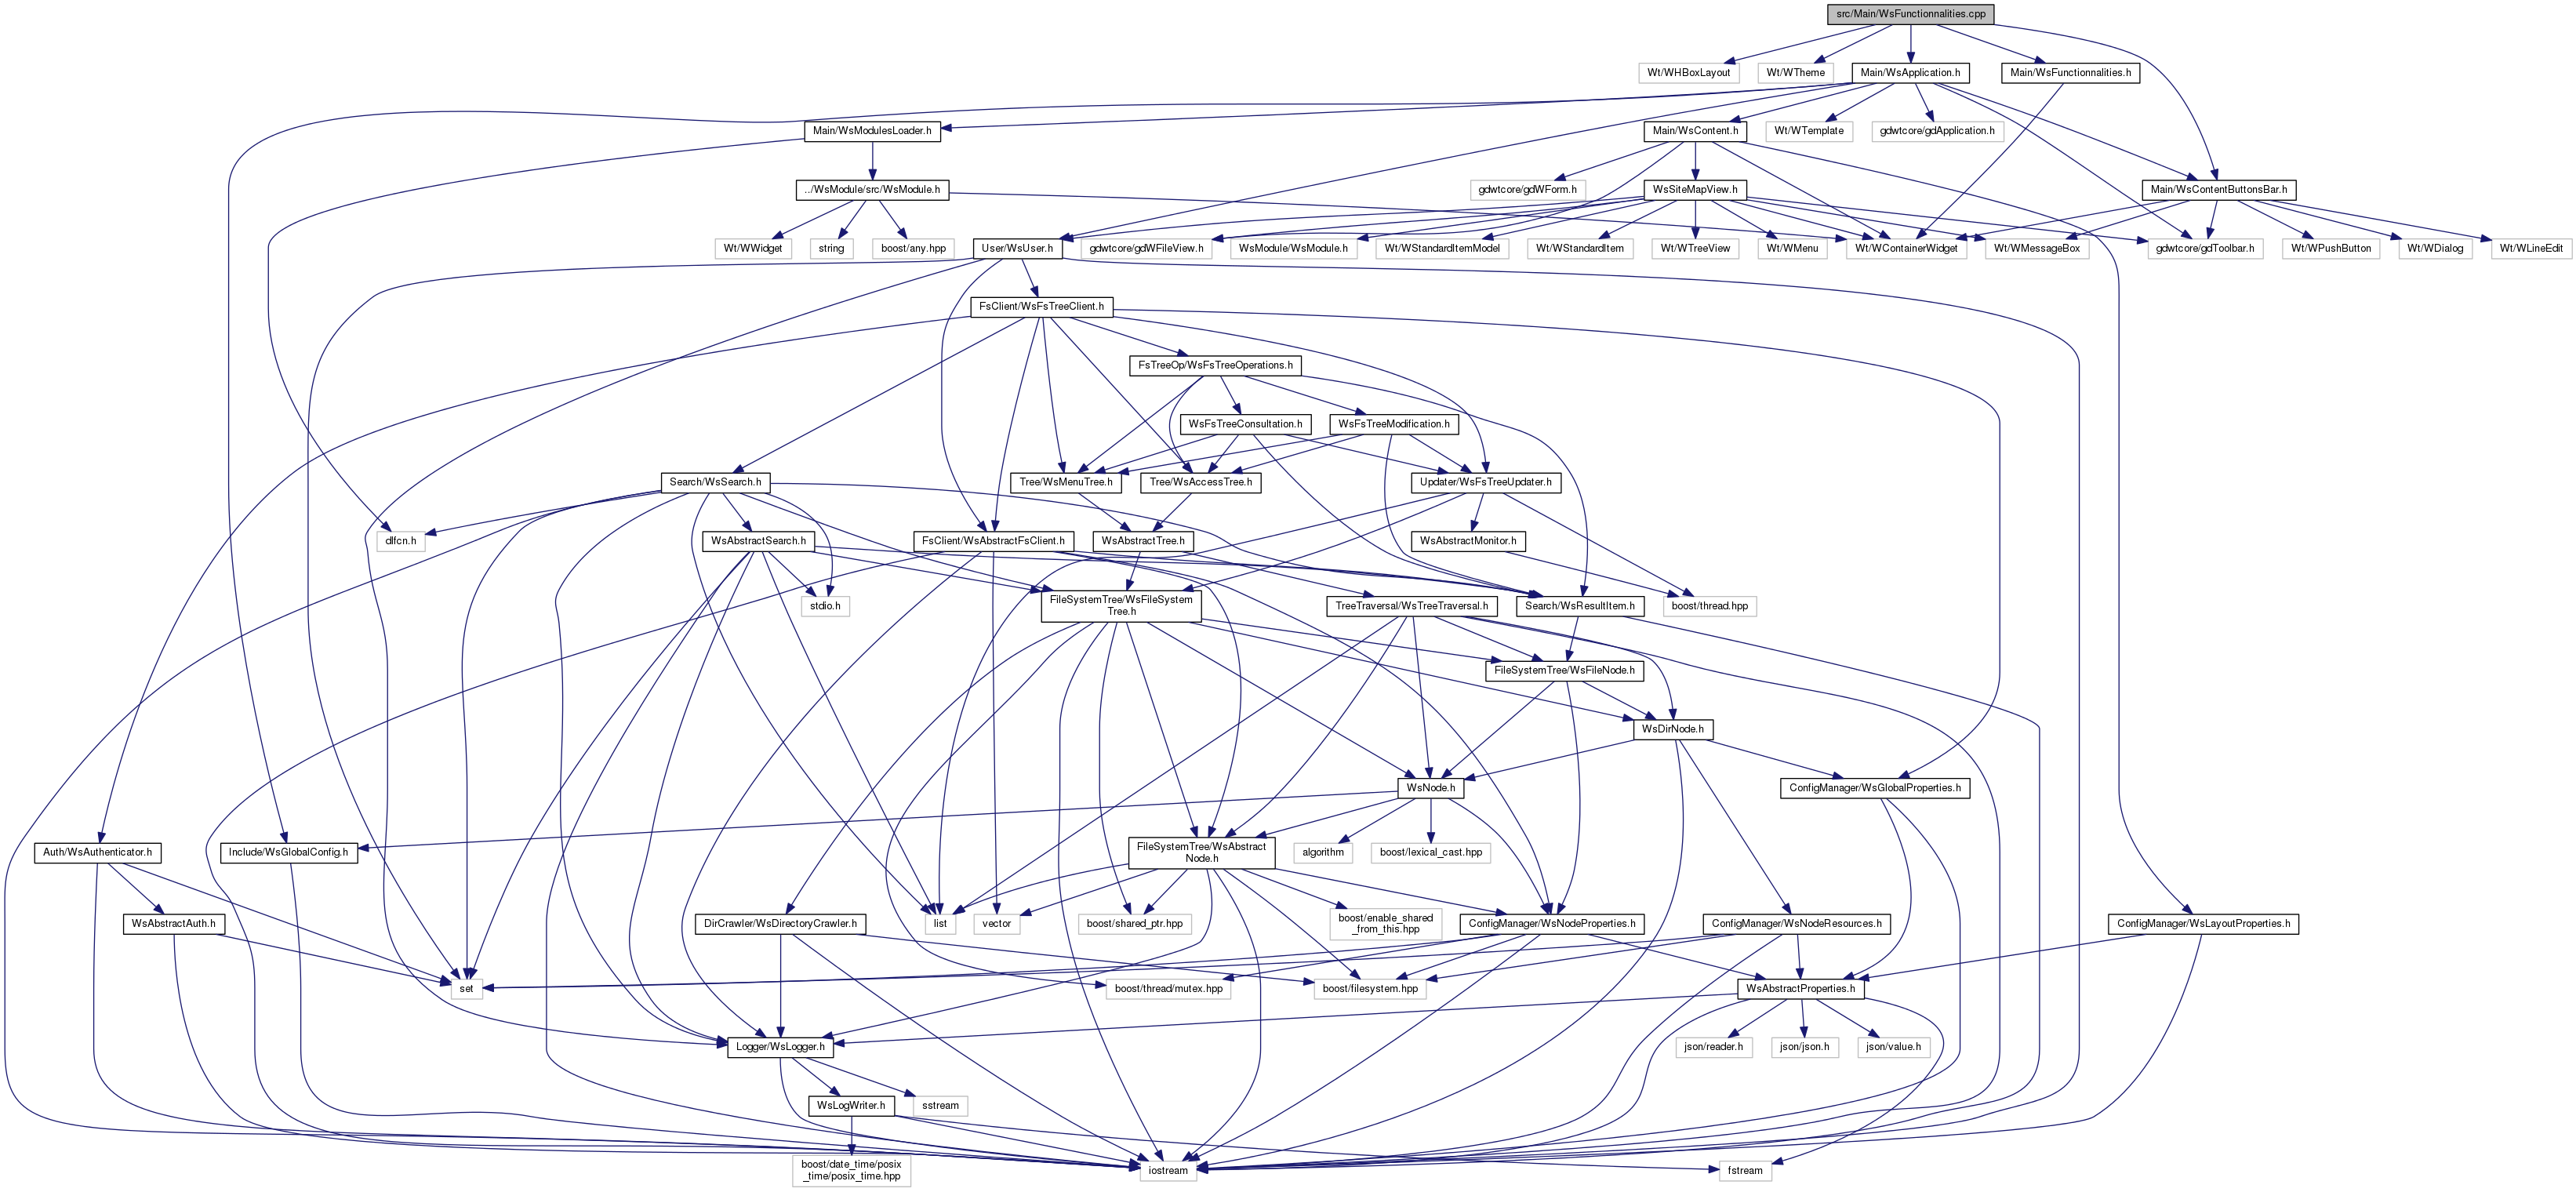 src/Main/WsFunctionnalities.cpp
Wt/WHBoxLayout
Wt/WTheme
Main/WsApplication.h
Main/WsFunctionnalities.h
Main/WsModulesLoader.h
Main/WsContent.h
Wt/WTemplate
gdwtcore/gdApplication.h
../WsModule/src/WsModule.h
gdwtcore/gdWForm.h
WsSiteMapView.h
Main/WsContentButtonsBar.h
Wt/WWidget
string
boost/any.hpp
User/WsUser.h
gdwtcore/gdWFileView.h
WsModule/WsModule.h
Wt/WStandardItemModel
Wt/WStandardItem
Wt/WTreeView
Wt/WMenu
Wt/WContainerWidget
Wt/WMessageBox
gdwtcore/gdToolbar.h
Wt/WPushButton
Wt/WDialog
Wt/WLineEdit
FsClient/WsFsTreeClient.h
FsTreeOp/WsFsTreeOperations.h
WsFsTreeConsultation.h
WsFsTreeModification.h
Search/WsSearch.h
Tree/WsMenuTree.h
Tree/WsAccessTree.h
Updater/WsFsTreeUpdater.h
dlfcn.h
WsAbstractSearch.h
FsClient/WsAbstractFsClient.h
WsAbstractTree.h
WsAbstractMonitor.h
stdio.h
FileSystemTree/WsFileSystem
Tree.h
TreeTraversal/WsTreeTraversal.h
Search/WsResultItem.h
boost/thread.hpp
FileSystemTree/WsFileNode.h
WsDirNode.h
WsNode.h
ConfigManager/WsGlobalProperties.h
Auth/WsAuthenticator.h
Include/WsGlobalConfig.h
FileSystemTree/WsAbstract
Node.h
algorithm
boost/lexical_cast.hpp
WsAbstractAuth.h
DirCrawler/WsDirectoryCrawler.h
list
vector
boost/shared_ptr.hpp
boost/enable_shared
_from_this.hpp
ConfigManager/WsNodeProperties.h
ConfigManager/WsNodeResources.h
ConfigManager/WsLayoutProperties.h
set
boost/thread/mutex.hpp
boost/filesystem.hpp
WsAbstractProperties.h
Logger/WsLogger.h
json/reader.h
json/json.h
json/value.h
WsLogWriter.h
sstream
boost/date_time/posix
_time/posix_time.hpp
iostream
fstream